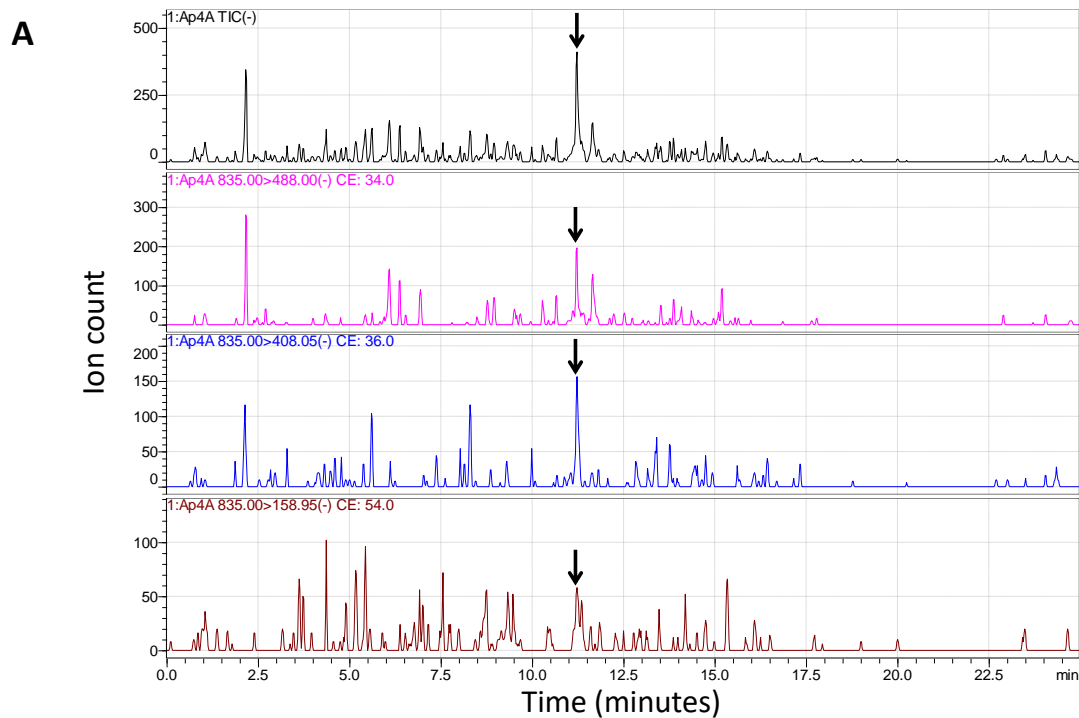 A
1:Ap4A TIC(-)
500
250
0
1:Ap4A 835.00>488.00(-) CE: 34.0
300
200
100
0
1:Ap4A 835.00>408.05(-) CE: 36.0
200
150
100
50
0
1:Ap4A 835.00>158.95(-) CE: 54.0
100
50
0
Ion count
0.0 2.5 5.0 7.5 10.0 12.5 15.0 17.5 20.0 22.5 min
Time (minutes)